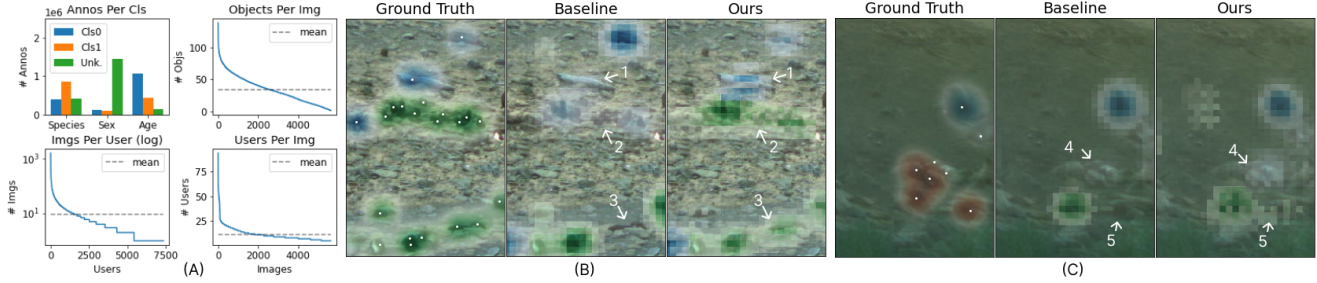 Annos Per Cls
1e6
2
1
0
# Annos
Cls0
Cls1
Unk.
Species Sex Age
Objects Per Img
mean
100
50
0
# Objs
0 2000 4000
Imgs Per User (log)
mean
10³
10¹
# Imgs
0 2500 5000 7500
Users
Users Per Img
mean
75
50
25
0
# Users
0 2000 4000
Images
(A)
Ground Truth Baseline Ours
1 1
2 2
3 3
(B)
Ground Truth Baseline Ours
4 4
5 5
(C)